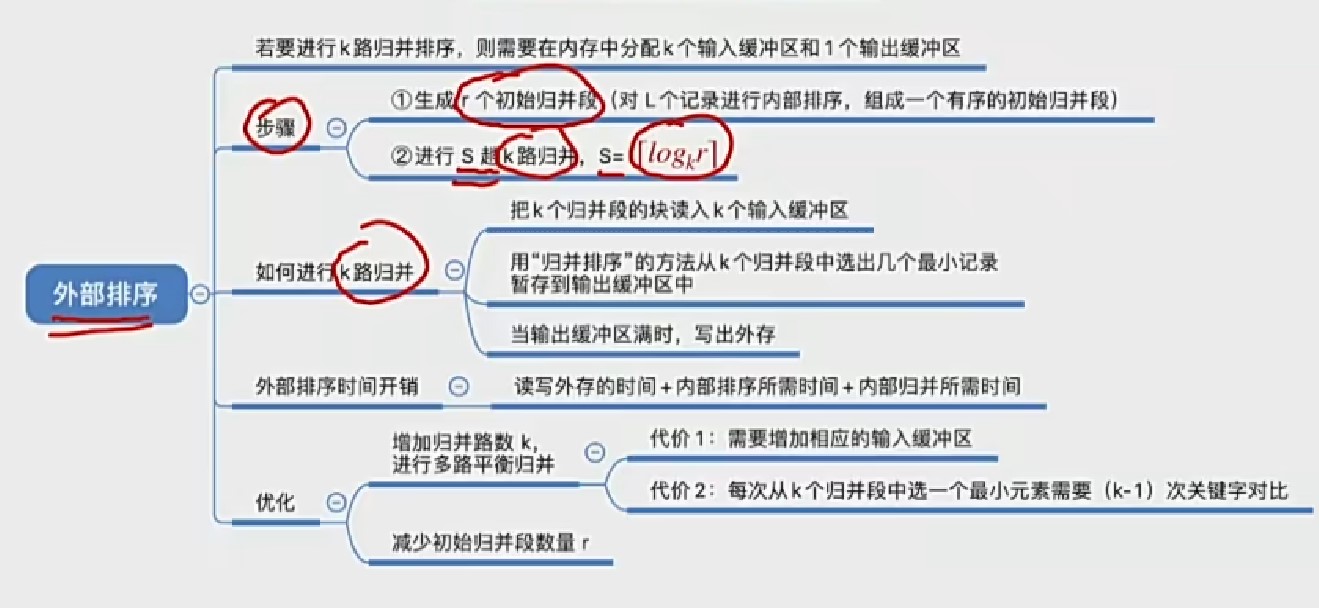 若要进行k路归并排序，则需要在内存中分配k个输入缓冲区和1个输出缓冲区
①生成r个初始归并段（对L个记录进行内部排序，组成一个有序的初始归并段）
步骤
②进行S趟k路归并，S=⌈logₖr⌉
把k个归并段的块读入k个输入缓冲区
如何进行k路归并
用“归并排序”的方法从k个归并段中选出几个最小记录
暂存到输出缓冲区中
外部排序
当输出缓冲区满时，写出外存
外部排序时间开销
读写外存的时间+内部排序所需时间+内部归并所需时间
增加归并路数 k，
进行多路平衡归并
代价1：需要增加相应的输入缓冲区
代价2：每次从k个归并段中选一个最小元素需要（k-1）次关键字对比
优化
减少初始归并段数量 r